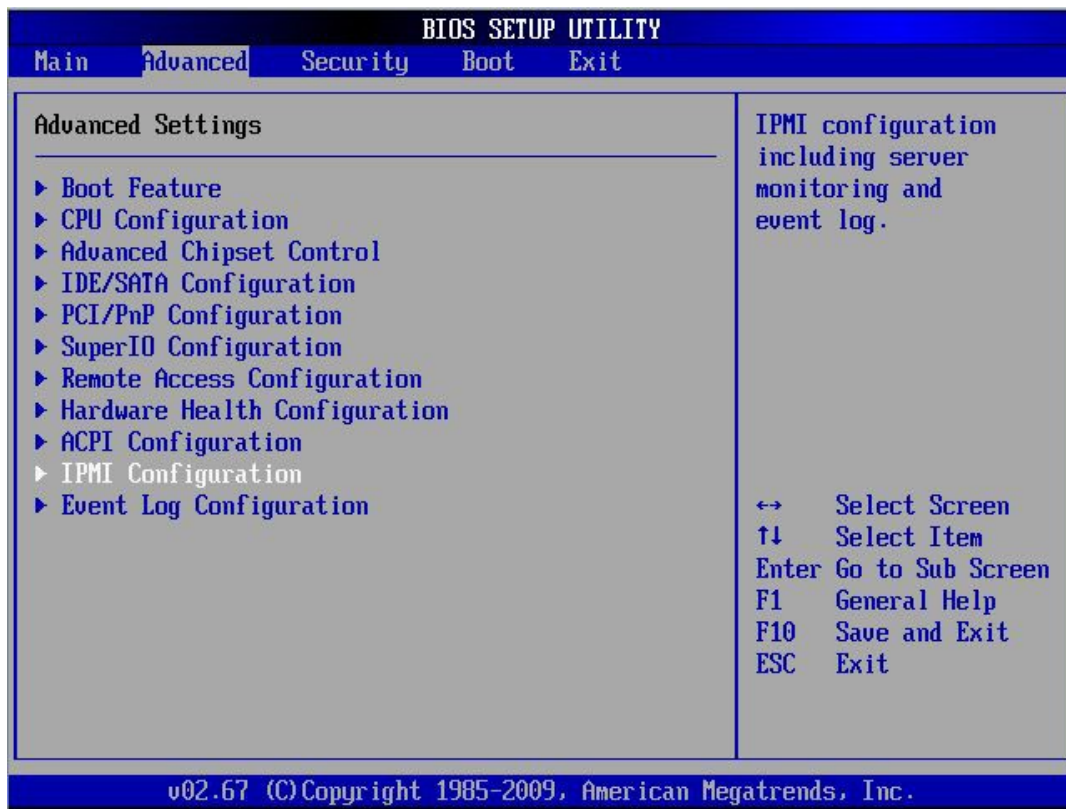 BIOS SETUP UTILITY
Main Advanced Security Boot Exit
Advanced Settings
▶ Boot Feature
▶ CPU Configuration
▶ Advanced Chipset Control
▶ IDE/SATA Configuration
▶ PCI/PnP Configuration
▶ SuperIO Configuration
▶ Remote Access Configuration
▶ Hardware Health Configuration
▶ ACPI Configuration
▶ IPMI Configuration
▶ Event Log Configuration
IPMI configuration
including server
monitoring and
event log.
↔ Select Screen
↑↓ Select Item
Enter Go to Sub Screen
F1 General Help
F10 Save and Exit
ESC Exit
v02.67 (C)Copyright 1985-2009, American Megatrends, Inc.